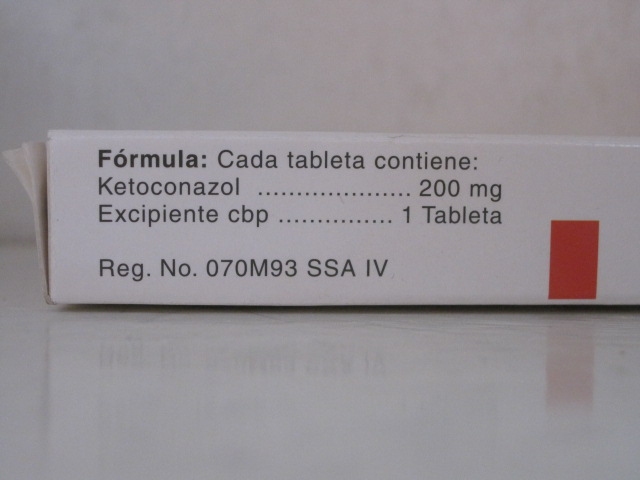 Fórmula: Cada tableta contiene:
Ketoconazol .................... 200 mg
Excipiente cbp ............... 1 Tableta
Reg. No. 070M93 SSA IV